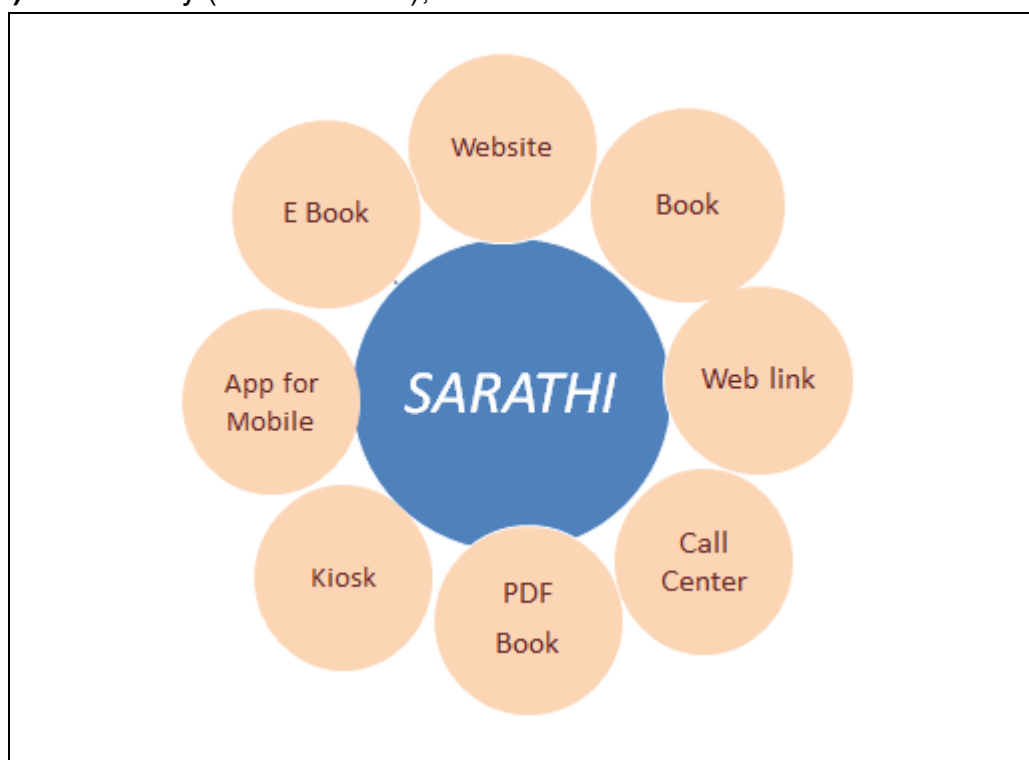 Website
Book
E Book
Web link
SARATHI
App for
Mobile
Call
Center
Kiosk
PDF
Book